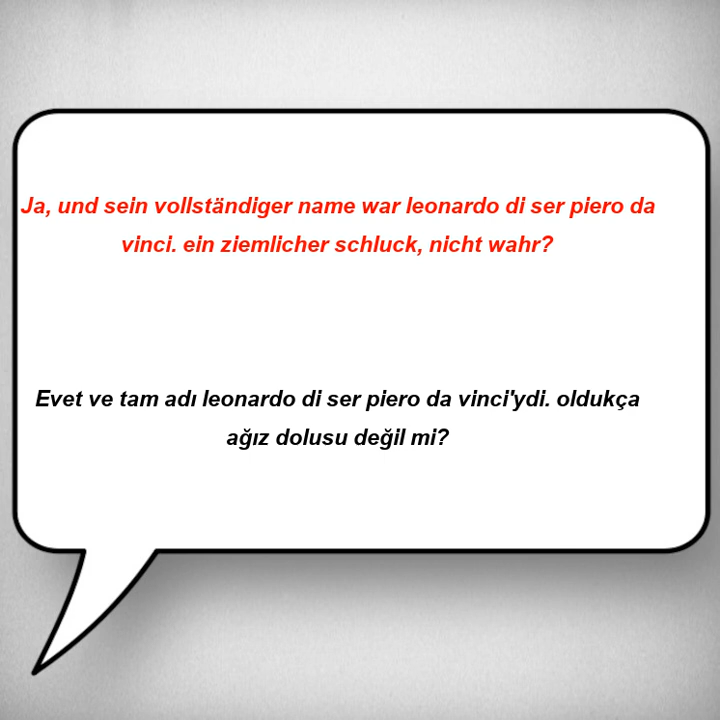 Ja, und sein vollständiger name war leonardo di ser piero da
vinci. ein ziemlicher schluck, nicht wahr?
Evet ve tam adı leonardo di ser piero da vinci'ydi. oldukça
ağız dolusu değil mi?